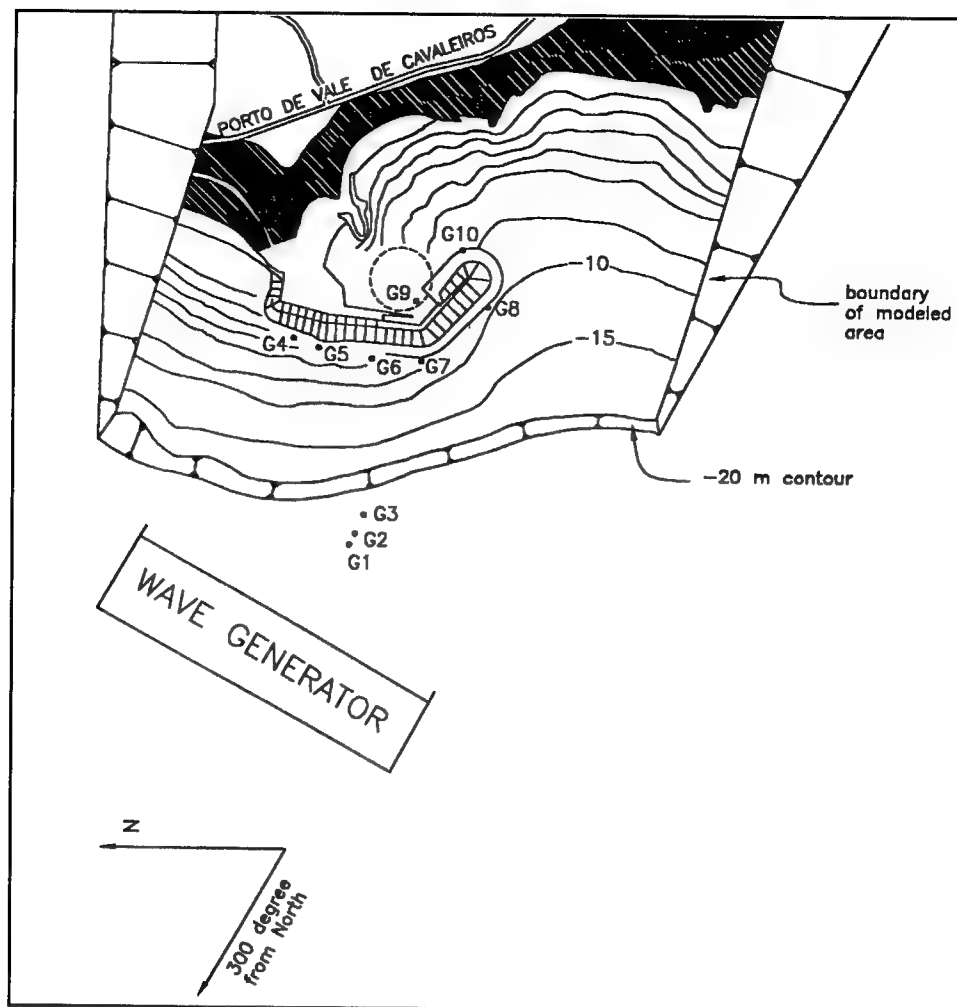 PORTO DE VALE DE CAVALEIROS
G10
-10
G9
G8
boundary
of modeled
area
G4
G5
-15
G6
G7
-20 m contour
G3
G2
G1
WAVE GENERATOR
N
300 degree
from North